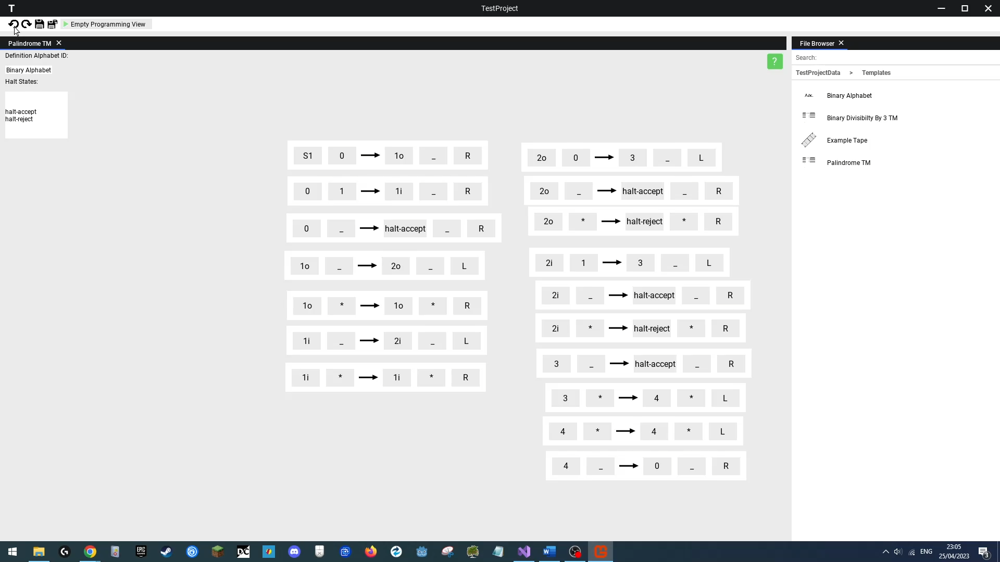 T
TestProject
Empty Programming View
Palindrome TM
Definition Alphabet ID:
Binary Alphabet
Halt States:
halt-accept
halt-reject
?
S1 0 1o _ R
0 1 1i _ R
0 _ halt-accept _ R
1o _ 2o _ L
1o * 1o * R
1i _ 2i _ L
1i * 1i * R
2o 0 3 _ L
2o _ halt-accept _ R
2o * halt-reject * R
2i 1 3 _ L
2i _ halt-accept _ R
2i * halt-reject * R
3 _ halt-accept _ R
3 * 4 * L
4 * 4 * L
4 _ 0 _ R
File Browser
Search:
TestProjectData > Templates
Binary Alphabet
Binary Divisibilty By 3 TM
Example Tape
Palindrome TM
EPIC GAMES
DC
ENG
23:05
25/04/2023
3